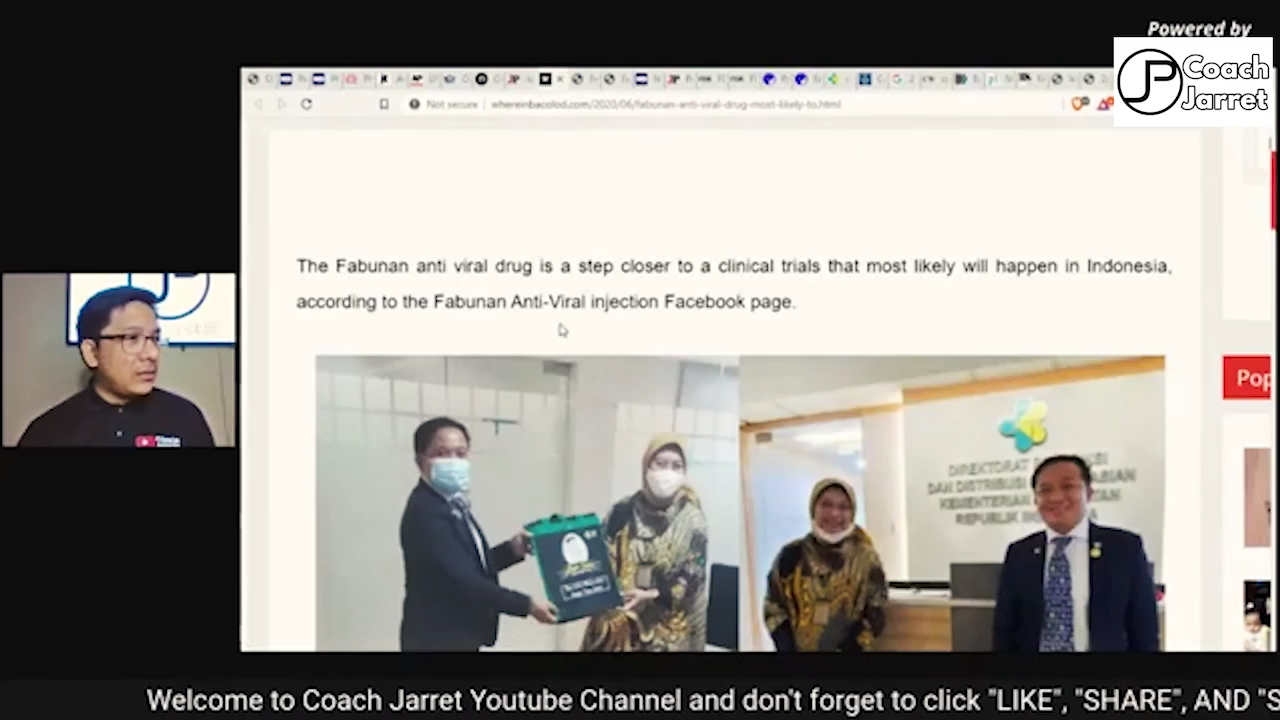 Powered by
Coach
Jarret
Not secure
whereinbacolod.com/2020/06/fabunan-anti-viral-drug-most-likely-to.html
The Fabunan anti viral drug is a step closer to a clinical trials that most likely will happen in Indonesia,
according to the Fabunan Anti-Viral injection Facebook page.
Pop
DIREKTORAT
DAN DISTRIBUSI
KEMENTERIAN
REPUBLIK
Welcome to Coach Jarret Youtube Channel and don't forget to click "LIKE", "SHARE", AND "S